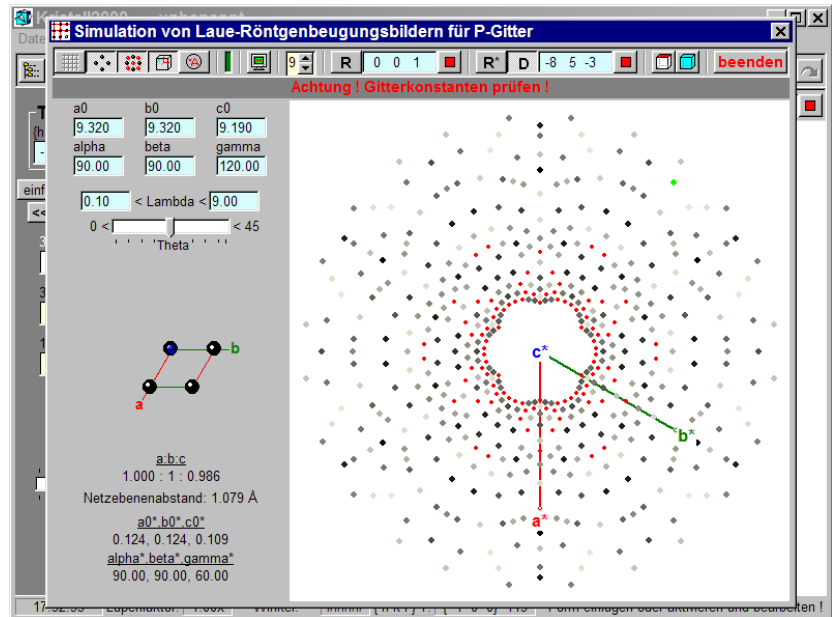 Simulation von Laue-Röntgenbeugungsbildern für P-Gitter
Date
9 R 0 0 1 R* D -8 5 -3 beenden
Achtung ! Gitterkonstanten prüfen !
a0 b0 c0
9.320 9.320 9.190
alpha beta gamma
90.00 90.00 120.00
einf
0.10 < Lambda < 9.00
<<
0 < < 45
Theta
b
a
c*
b*
a*
a:b:c
1.000 : 1 : 0.986
Netzebenenabstand: 1.079 Å
a0*,b0*,c0*
0.124, 0.124, 0.109
alpha*,beta*,gamma*
90.00, 90.00, 60.00